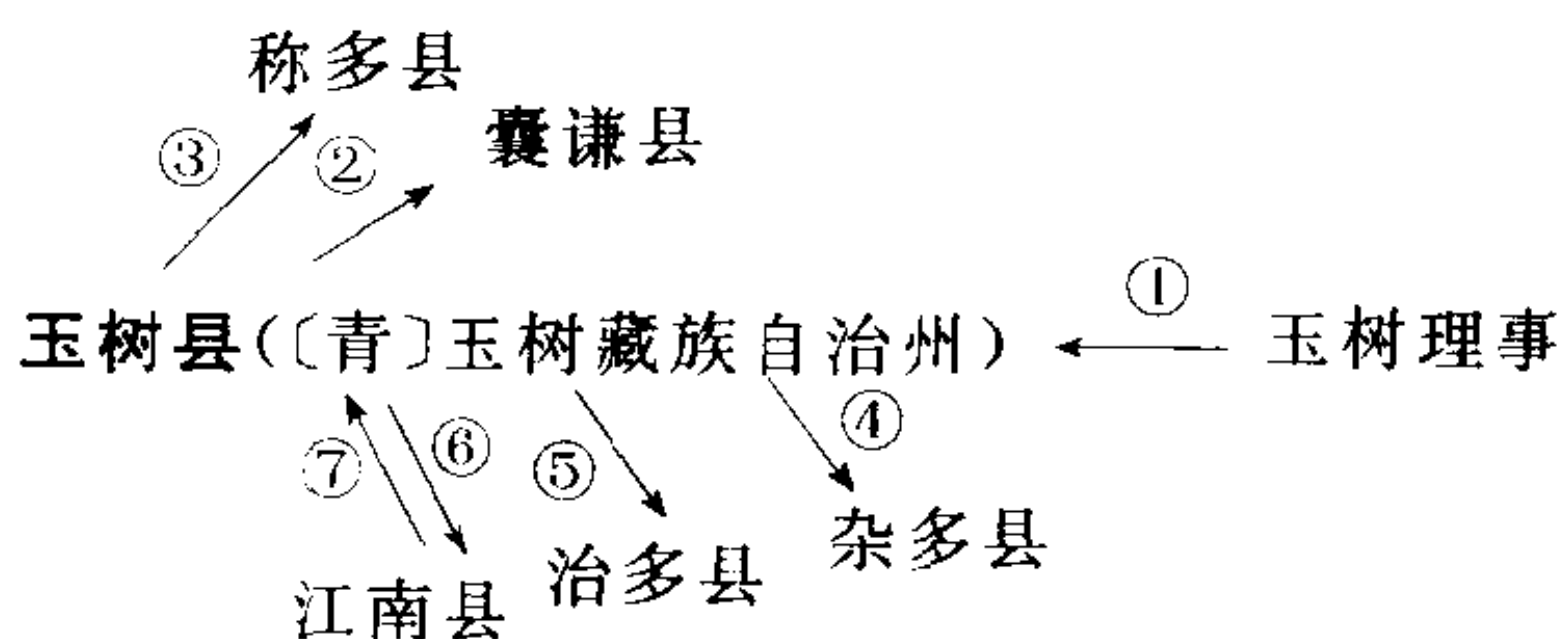 称多县
③ ② 囊谦县
①
玉树县(〔青〕玉树藏族自治州) 玉树理事
④
⑦ ⑥ ⑤
杂多县
治多县
江南县